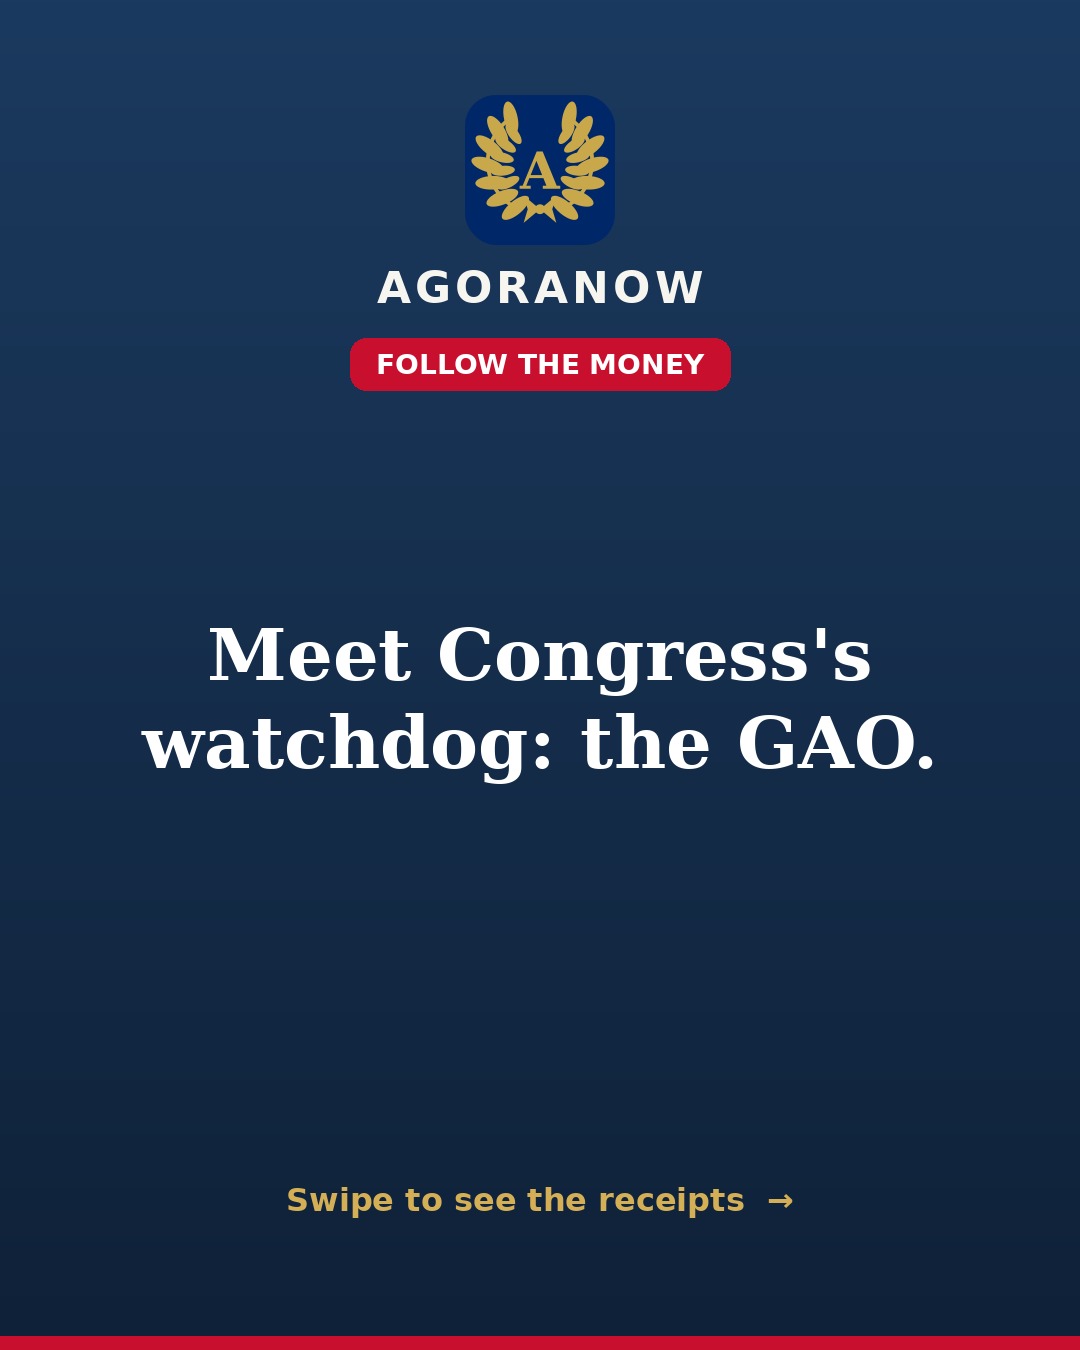 A
AGORANOW
FOLLOW THE MONEY
Meet Congress's
watchdog: the GAO.
Swipe to see the receipts →